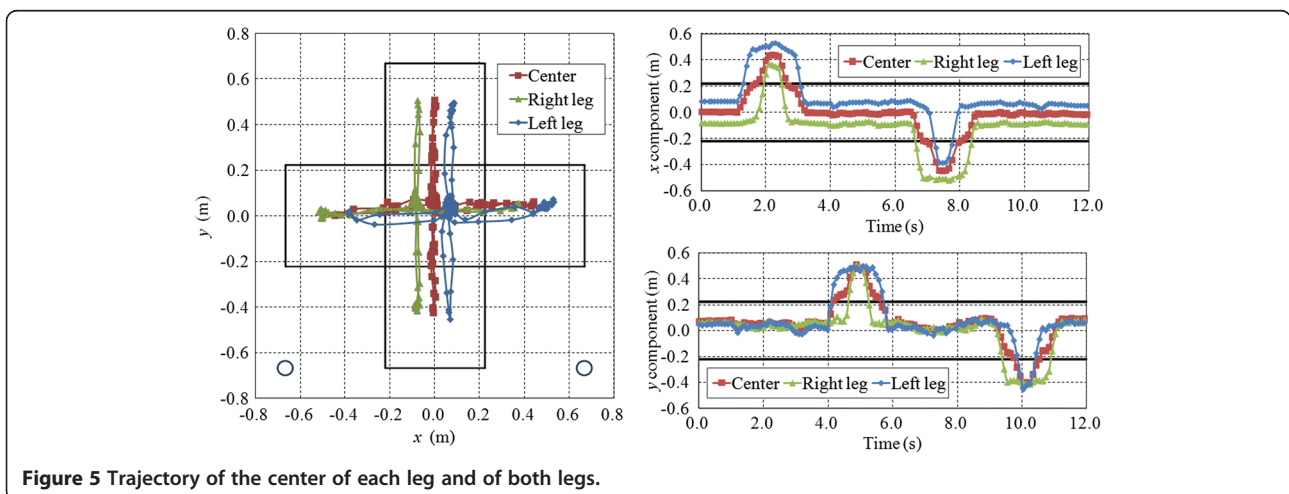 0.8
0.6
0.4
0.2
0.0
-0.2
-0.4
-0.6
-0.8
-0.8 -0.6 -0.4 -0.2 0.0 0.2 0.4 0.6 0.8
y (m)
x (m)
Center
Right leg
Left leg
0.6
0.4
0.2
0.0
-0.2
-0.4
-0.6
0.0 2.0 4.0 6.0 8.0 10.0 12.0
x component (m)
Time (s)
Center Right leg Left leg
0.6
0.4
0.2
0.0
-0.2
-0.4
-0.6
0.0 2.0 4.0 6.0 8.0 10.0 12.0
y component (m)
Time (s)
Center Right leg Left leg
Figure 5 Trajectory of the center of each leg and of both legs.